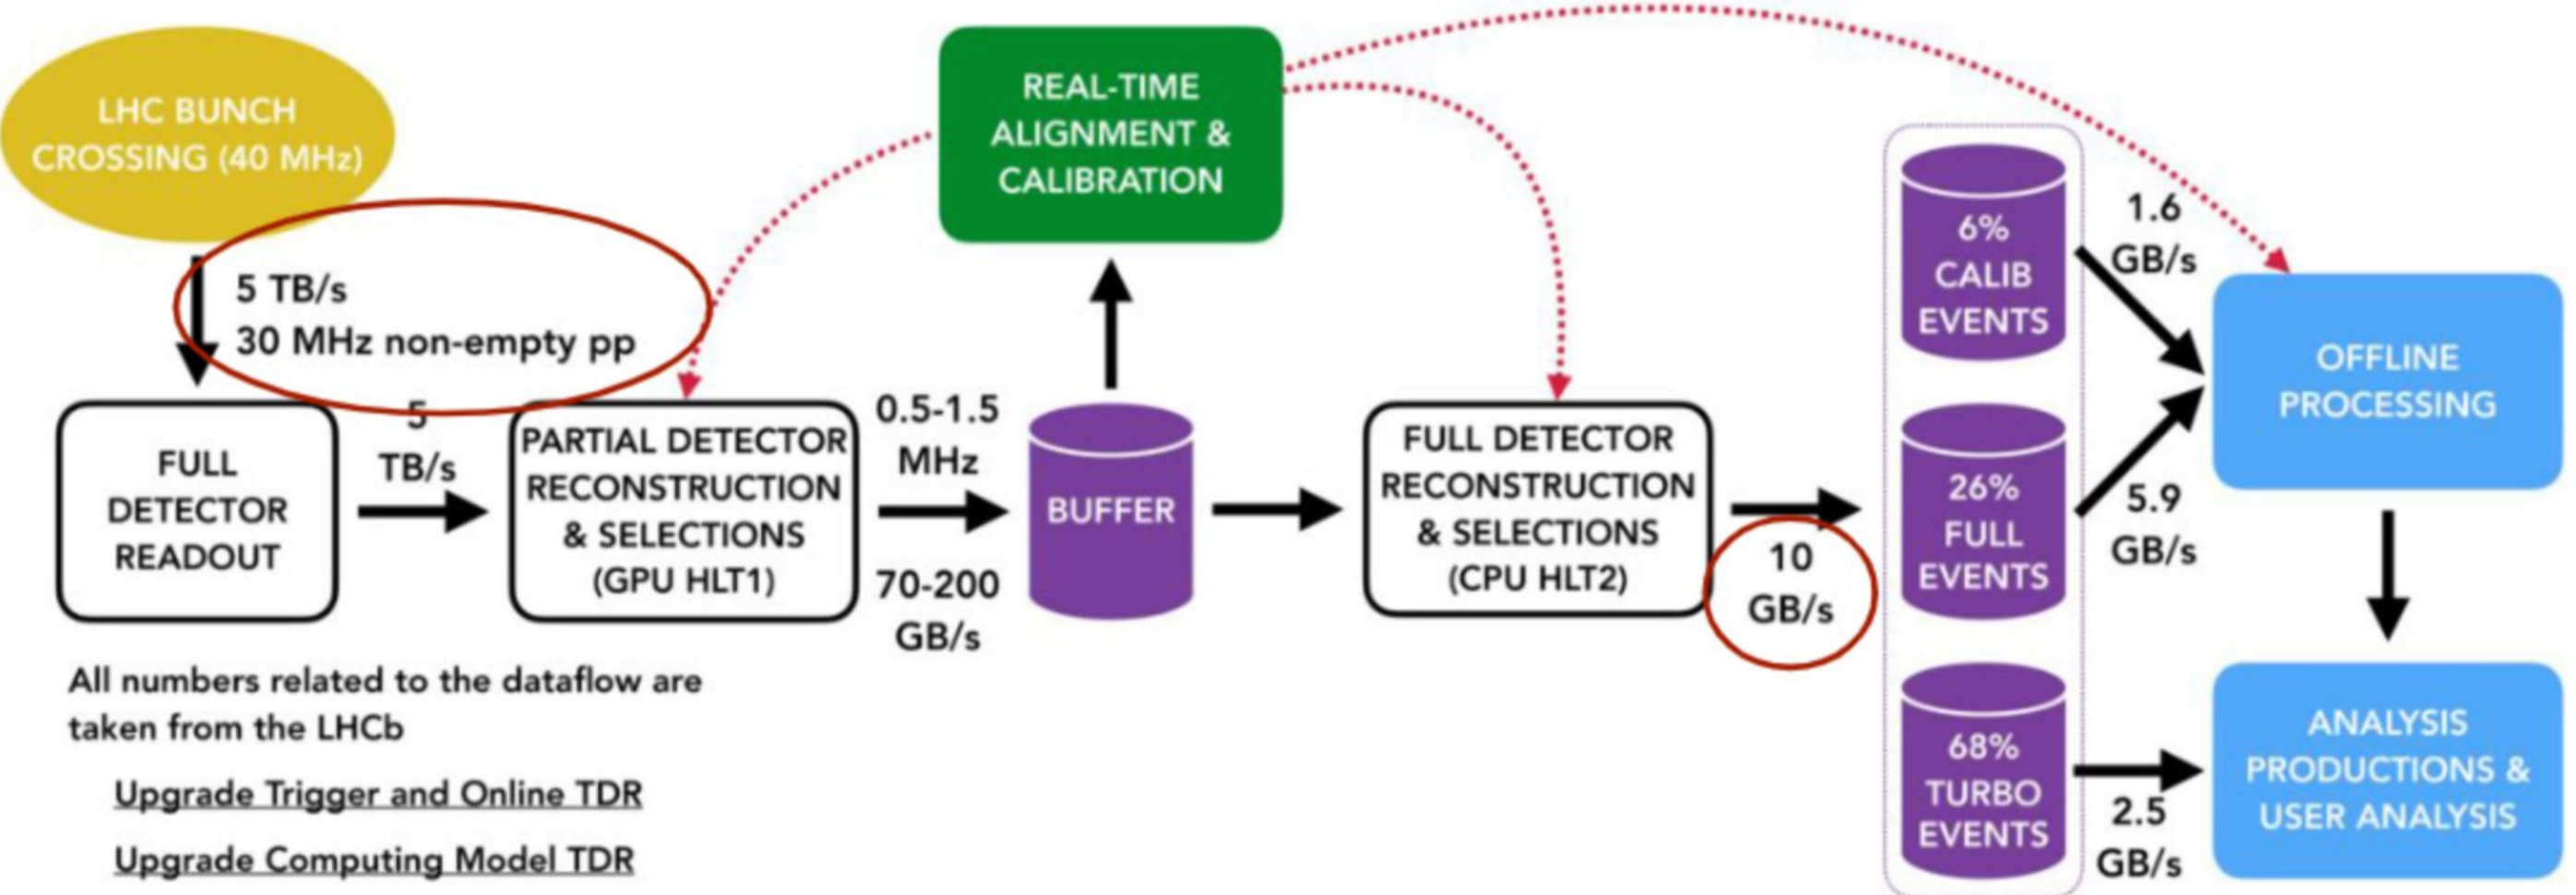 LHC BUNCH
CROSSING (40 MHz)
5 TB/s
30 MHz non-empty pp
FULL
DETECTOR
READOUT
5
TB/s
PARTIAL DETECTOR
RECONSTRUCTION
& SELECTIONS
(GPU HLT1)
0.5-1.5
MHz
70-200
GB/s
BUFFER
REAL-TIME
ALIGNMENT &
CALIBRATION
FULL DETECTOR
RECONSTRUCTION
& SELECTIONS
(CPU HLT2)
10
GB/s
6%
CALIB
EVENTS
26%
FULL
EVENTS
68%
TURBO
EVENTS
1.6
GB/s
5.9
GB/s
2.5
GB/s
OFFLINE
PROCESSING
ANALYSIS
PRODUCTIONS &
USER ANALYSIS
All numbers related to the dataflow are
taken from the LHCb
Upgrade Trigger and Online TDR
Upgrade Computing Model TDR